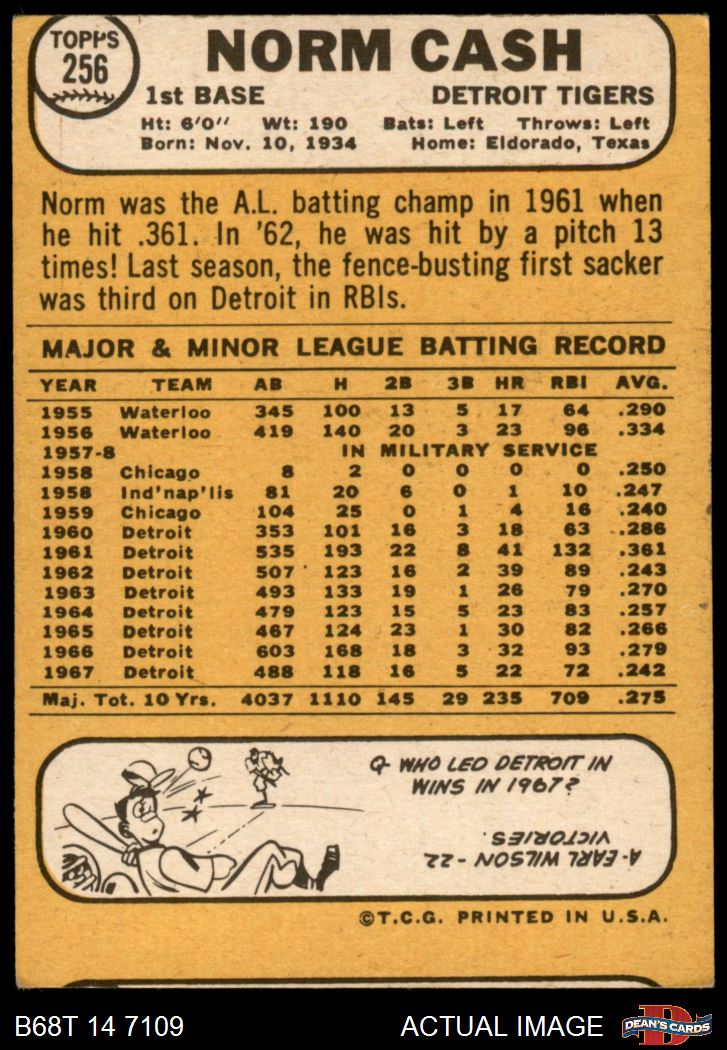 TOPPS
256
NORM CASH
1st BASE DETROIT TIGERS
Ht: 6'0" Wt: 190 Bats: Left Throws: Left
Born: Nov. 10, 1934 Home: Eldorado, Texas
Norm was the A.L. batting champ in 1961 when
he hit .361. In '62, he was hit by a pitch 13
times! Last season, the fence-busting first sacker
was third on Detroit in RBIs.
MAJOR & MINOR LEAGUE BATTING RECORD
YEAR TEAM AB H 2B 3B HR RBI AVG.
1955 Waterloo 345 100 13 5 17 64 .290
1956 Waterloo 419 140 20 3 23 96 .334
1957-8 IN MILITARY SERVICE
1958 Chicago 8 2 0 0 0 0 .250
1958 Ind'nap'lis 81 20 6 0 1 10 .247
1959 Chicago 104 25 0 1 4 16 .240
1960 Detroit 353 101 16 3 18 63 .286
1961 Detroit 535 193 22 8 41 132 .361
1962 Detroit 507 123 16 2 39 89 .243
1963 Detroit 493 133 19 1 26 79 .270
1964 Detroit 479 123 15 5 23 83 .257
1965 Detroit 467 124 23 1 30 82 .266
1966 Detroit 603 168 18 3 32 93 .279
1967 Detroit 488 118 16 5 22 72 .242
Maj. Tot. 10 Yrs. 4037 1110 145 29 235 709 .275
Q- WHO LED DETROIT IN
WINS IN 1967?
A- EARL WILSON - 22
VICTORIES.
©T.C.G. PRINTED IN U.S.A.
B68T 14 7109 ACTUAL IMAGE
D
DEAN'S CARDS